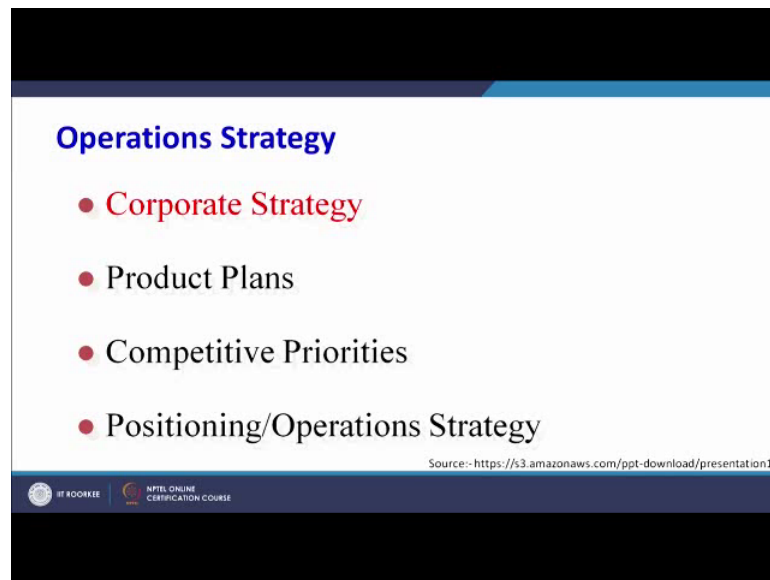 Operations Strategy
Corporate Strategy
Product Plans
Competitive Priorities
Positioning/Operations Strategy
Source:- https://s3.amazonaws.com/ppt-download/presentation1
IIT ROORKEE
NPTEL ONLINE
CERTIFICATION COURSE